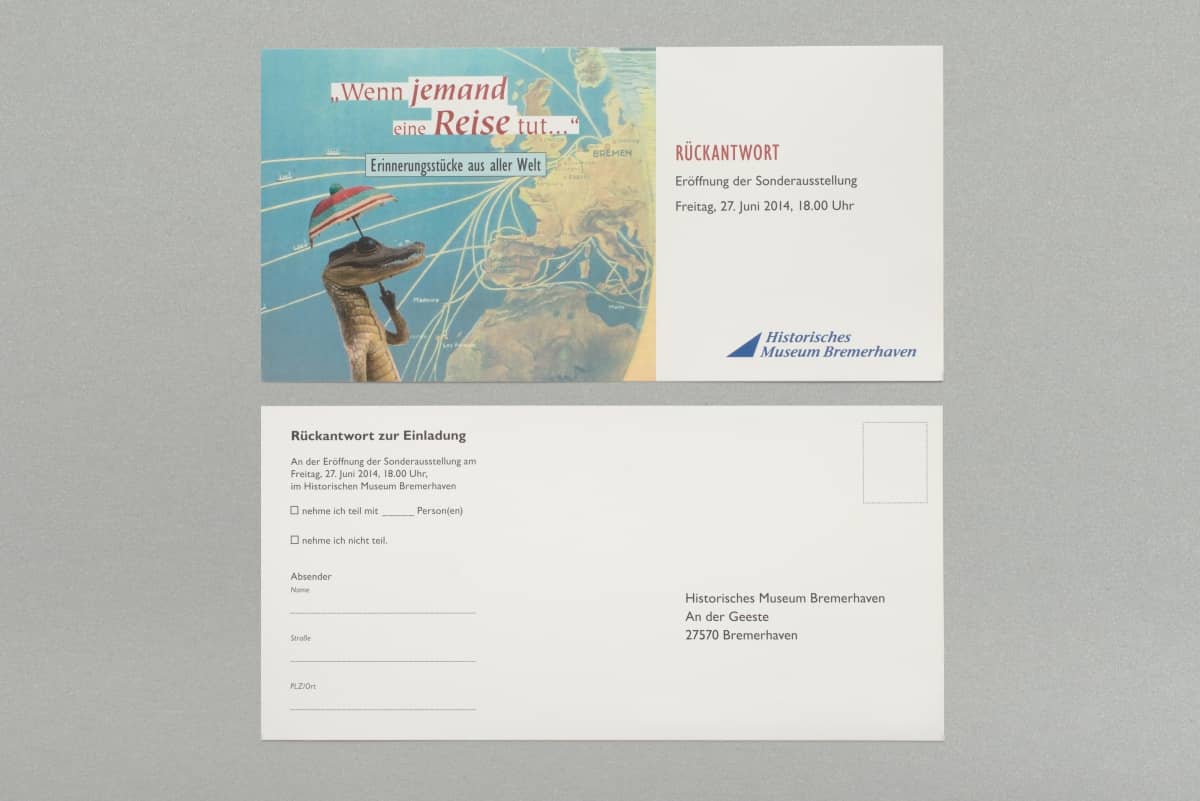 „Wenn jemand
eine Reise tut...“
Erinnerungsstücke aus aller Welt
BREMEN
Madeira
Las Palmas
RÜCKANTWORT
Eröffnung der Sonderausstellung
Freitag, 27. Juni 2014, 18.00 Uhr
Historisches
Museum Bremerhaven
Rückantwort zur Einladung
An der Eröffnung der Sonderausstellung am
Freitag, 27. Juni 2014, 18.00 Uhr,
im Historischen Museum Bremerhaven
nehme ich teil mit _____ Person(en)
nehme ich nicht teil.
Absender
Name
Straße
PLZ/Ort
Historisches Museum Bremerhaven
An der Geeste
27570 Bremerhaven